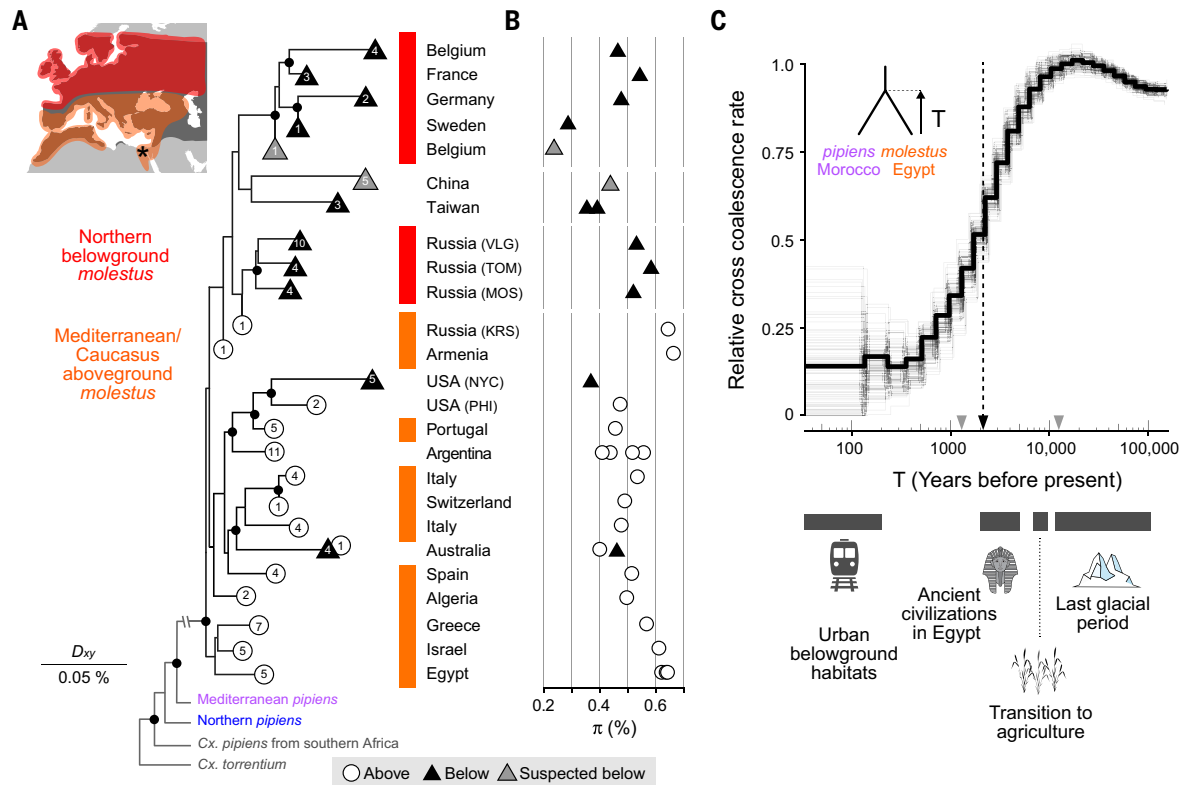 A
B
C
*
Northern
belowground
molestus
Mediterranean/
Caucasus
aboveground
molestus
4
Belgium
3
France
2
Germany
1
Sweden
1
Belgium
5
China
3
Taiwan
10
Russia (VLG)
4
Russia (TOM)
4
Russia (MOS)
1
Russia (KRS)
1
Armenia
5
USA (NYC)
2
USA (PHI)
5
Portugal
11
Argentina
4
Italy
1
Switzerland
4
Italy
4 1
Australia
4
Spain
2
Algeria
7
Greece
5
Israel
5
Egypt
Dxy
0.05 %
Mediterranean pipiens
Northern pipiens
Cx. pipiens from southern Africa
Cx. torrentium
0.2 0.4 0.6
π (%)
Above Below Suspected below
Relative cross coalescence rate
1.0
0.75
0.5
0.25
0
T
pipiens molestus
Morocco Egypt
100 1000 10,000 100,000
T (Years before present)
Urban
belowground
habitats
Ancient
civilizations
in Egypt
Transition to
agriculture
Last glacial
period